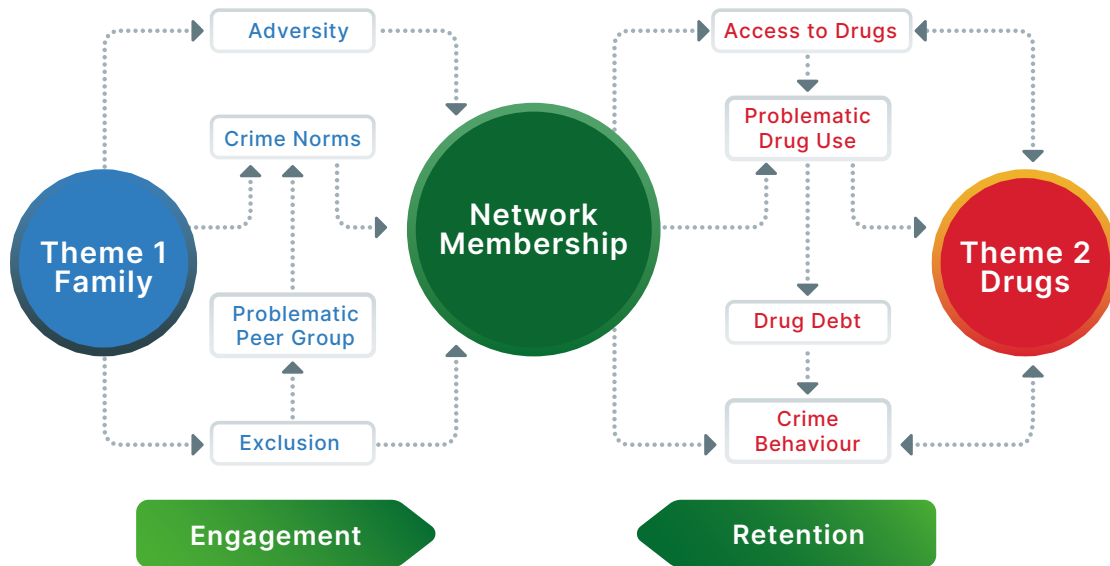 Adversity
Access to Drugs
Crime Norms
Problematic
Drug Use
Theme 1
Family
Network
Membership
Theme 2
Drugs
Problematic
Peer Group
Drug Debt
Exclusion
Crime
Behaviour
Engagement
Retention